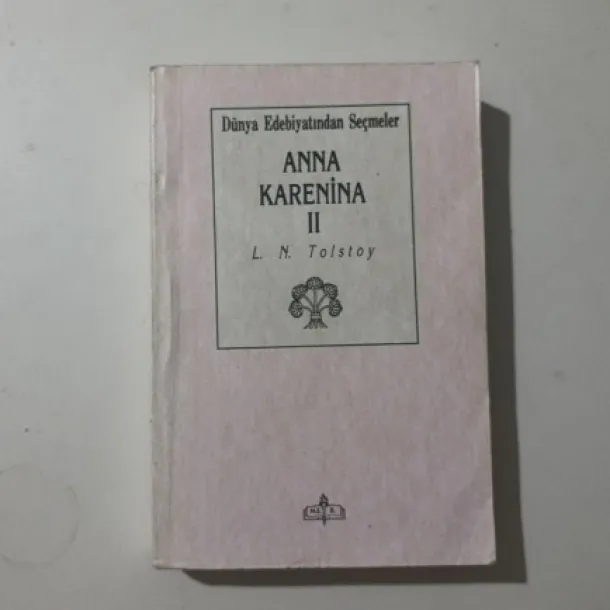 Dünya Edebiyatından Seçmeler
ANNA
KARENİNA
II
L. N. Tolstoy